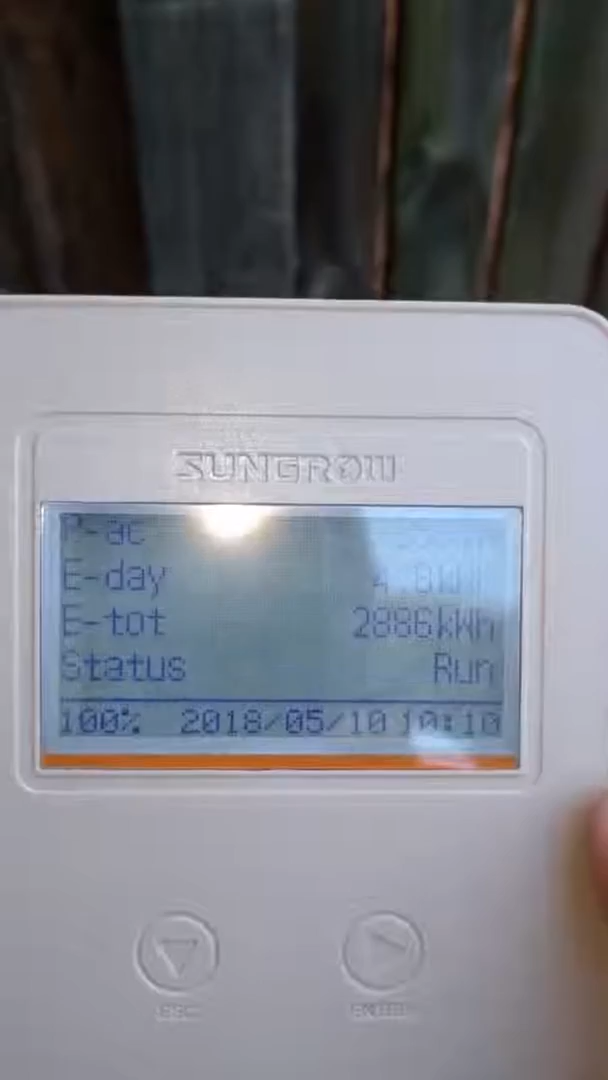 SUNGROW
P-ac
E-day
E-tot 2886kWh
Status Run
100% 2018/05/10 10:10
ESC
ENTER